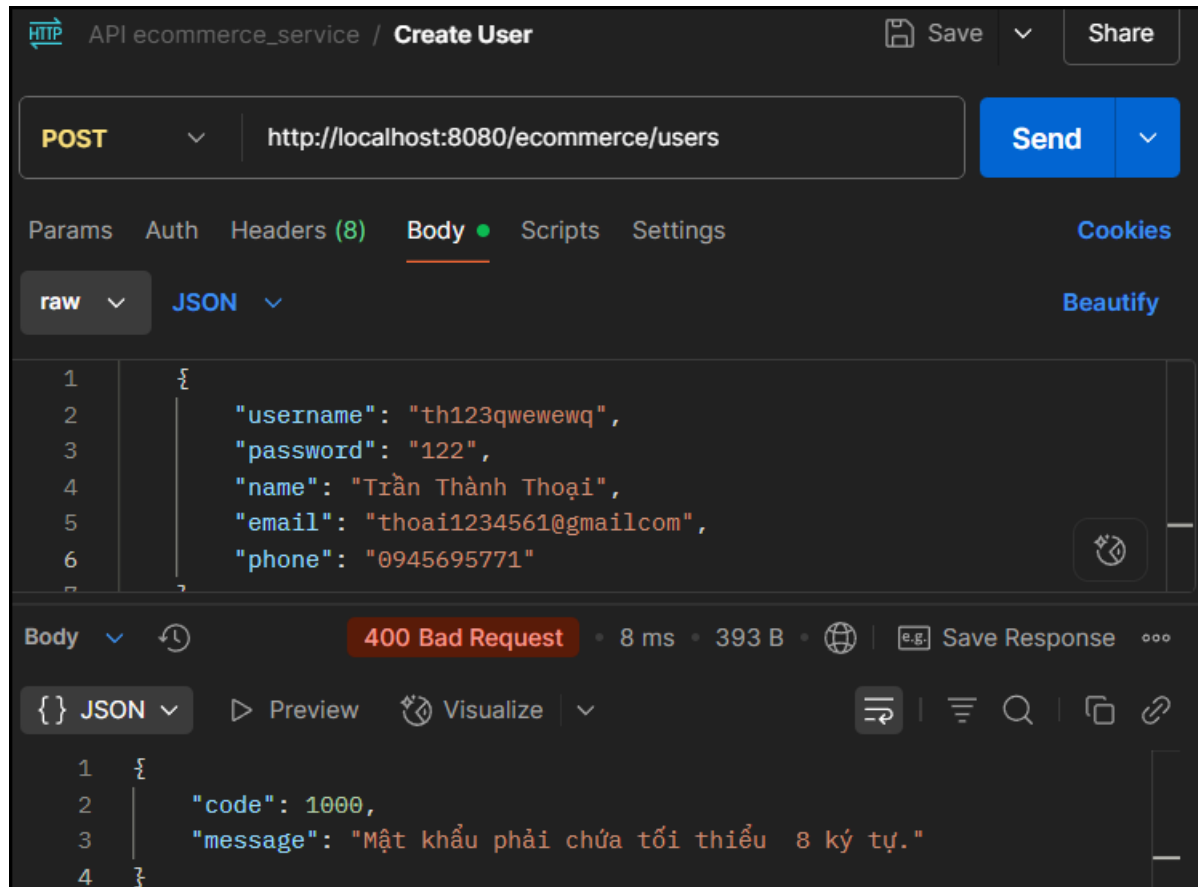 HTTP API ecommerce_service / Create User Save Share
POST http://localhost:8080/ecommerce/users Send
Params Auth Headers (8) Body Scripts Settings Cookies
raw JSON Beautify
1 {
2 "username": "th123qwewewq",
3 "password": "122",
4 "name": "Trần Thành Thoại",
5 "email": "thoai1234561@gmailcom",
6 "phone": "0945695771"
7 }
Body 400 Bad Request • 8 ms • 393 B • e.g. Save Response
{} JSON Preview Visualize
1 {
2 "code": 1000,
3 "message": "Mật khẩu phải chứa tối thiểu  8 ký tự."
4 }